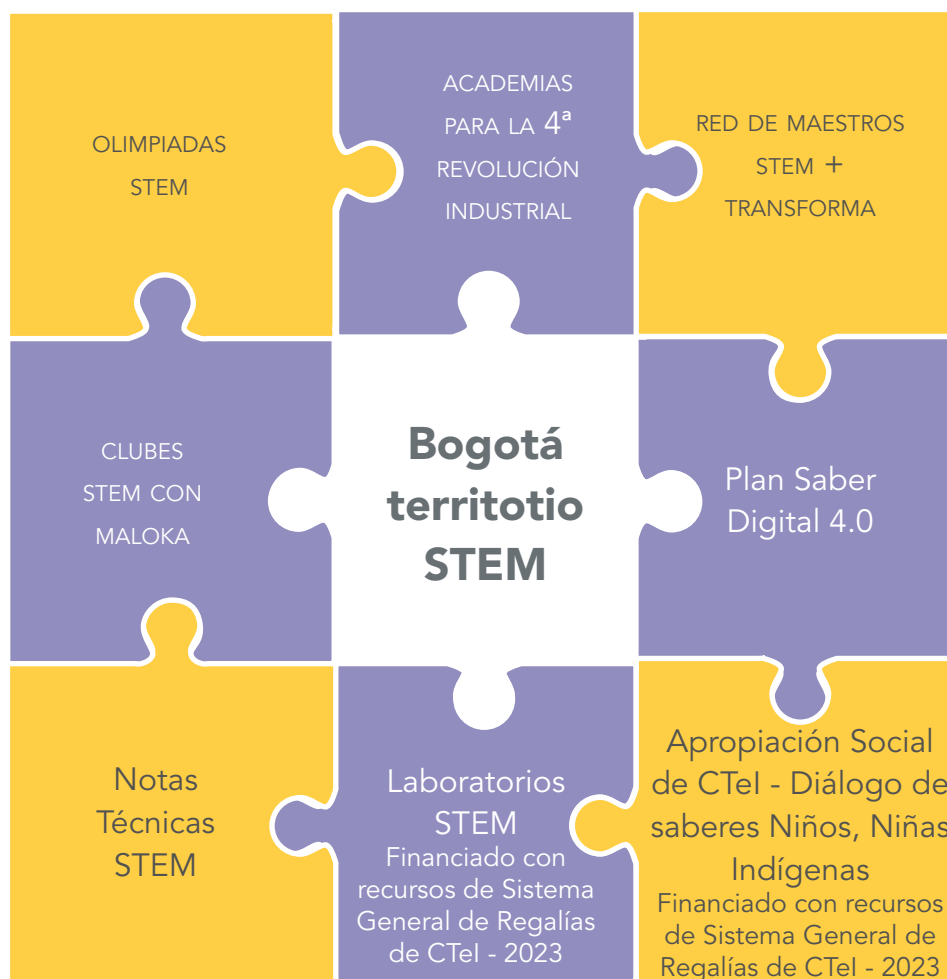 OLIMPIADAS
STEM
ACADEMIAS
PARA LA 4ª
REVOLUCIÓN
INDUSTRIAL
RED DE MAESTROS
STEM +
TRANSFORMA
CLUBES
STEM CON
MALOKA
Bogotá
territotio
STEM
Plan Saber
Digital 4.0
Notas
Técnicas
STEM
Laboratorios
STEM
Financiado con
recursos de Sistema
General de Regalías
de CTeI - 2023
Apropiación Social
de CTeI - Diálogo de
saberes Niños, Niñas
Indígenas
Financiado con recursos
de Sistema General de
Regalías de CTeI - 2023